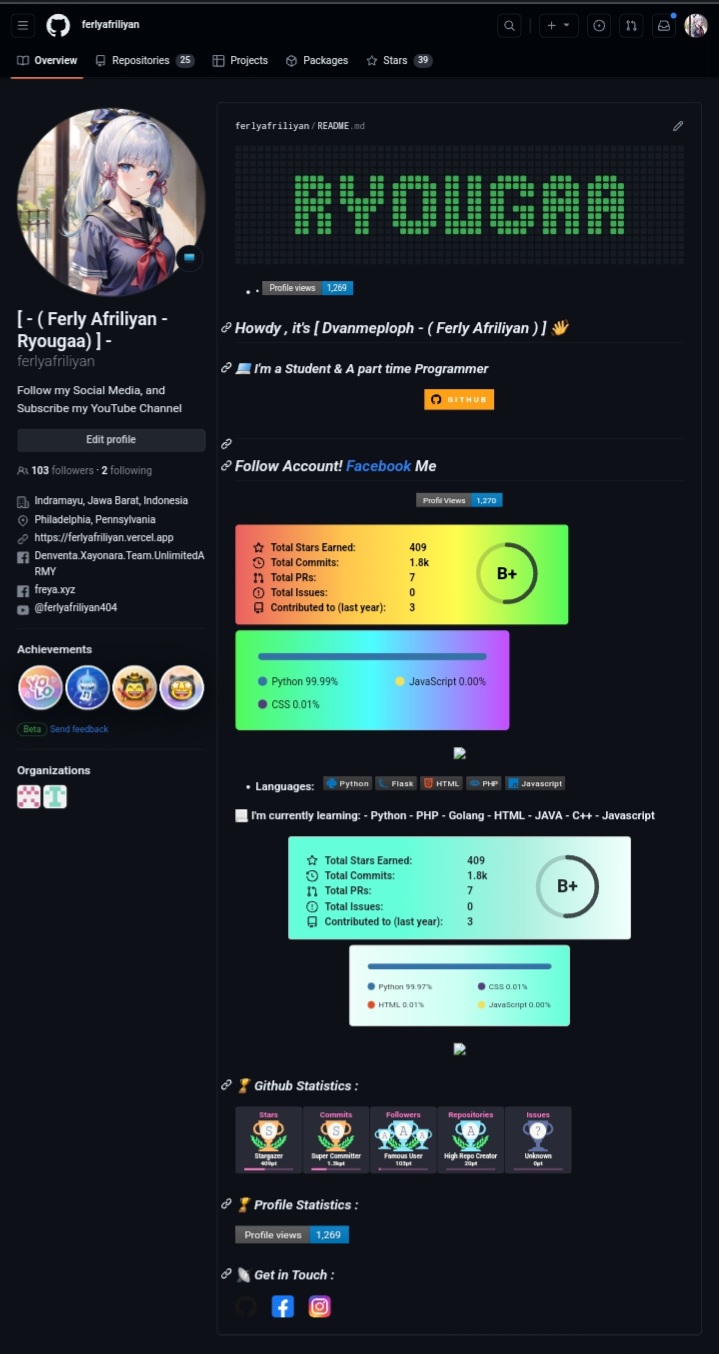 ferlyafriliyan
Overview
Repositories 25
Projects
Packages
Stars 39
[ - ( Ferly Afriliyan -
Ryougaa) ] -
ferlyafriliyan
Follow my Social Media, and
Subscribe my YouTube Channel
Edit profile
103 followers · 2 following
Indramayu, Jawa Barat, Indonesia
Philadelphia, Pennsylvania
https://ferlyafriliyan.vercel.app
Denventa.Xayonara.Team.UnlimitedA
RMY
freya.xyz
@ferlyafriliyan404
Achievements
YOLO
Beta Send feedback
Organizations
ferlyafriliyan/README.md
RYOUGAA
Profile views 1,269
Howdy , it's [ Dvanmeploph - ( Ferly Afriliyan ) ] 👋
💻 I'm a Student & A part time Programmer
GITHUB
Follow Account! Facebook Me
Profil Views 1,270
Total Stars Earned: 409
Total Commits: 1.8k
Total PRs: 7
Total Issues: 0
Contributed to (last year): 3
B+
Python 99.99%
JavaScript 0.00%
CSS 0.01%
• Languages: Python Flask HTML PHP Javascript
I'm currently learning: - Python - PHP - Golang - HTML - JAVA - C++ - Javascript
Total Stars Earned: 409
Total Commits: 1.8k
Total PRs: 7
Total Issues: 0
Contributed to (last year): 3
B+
Python 99.97%
CSS 0.01%
HTML 0.01%
JavaScript 0.00%
🏆 Github Statistics :
Stars
S
Stargazer
409pt
Commits
S
Super Committer
1.3kpt
Followers
A A A
Famous User
103pt
Repositories
A
High Repo Creator
20pt
Issues
?
Unknown
0pt
🏆 Profile Statistics :
Profile views 1,269
📡 Get in Touch :